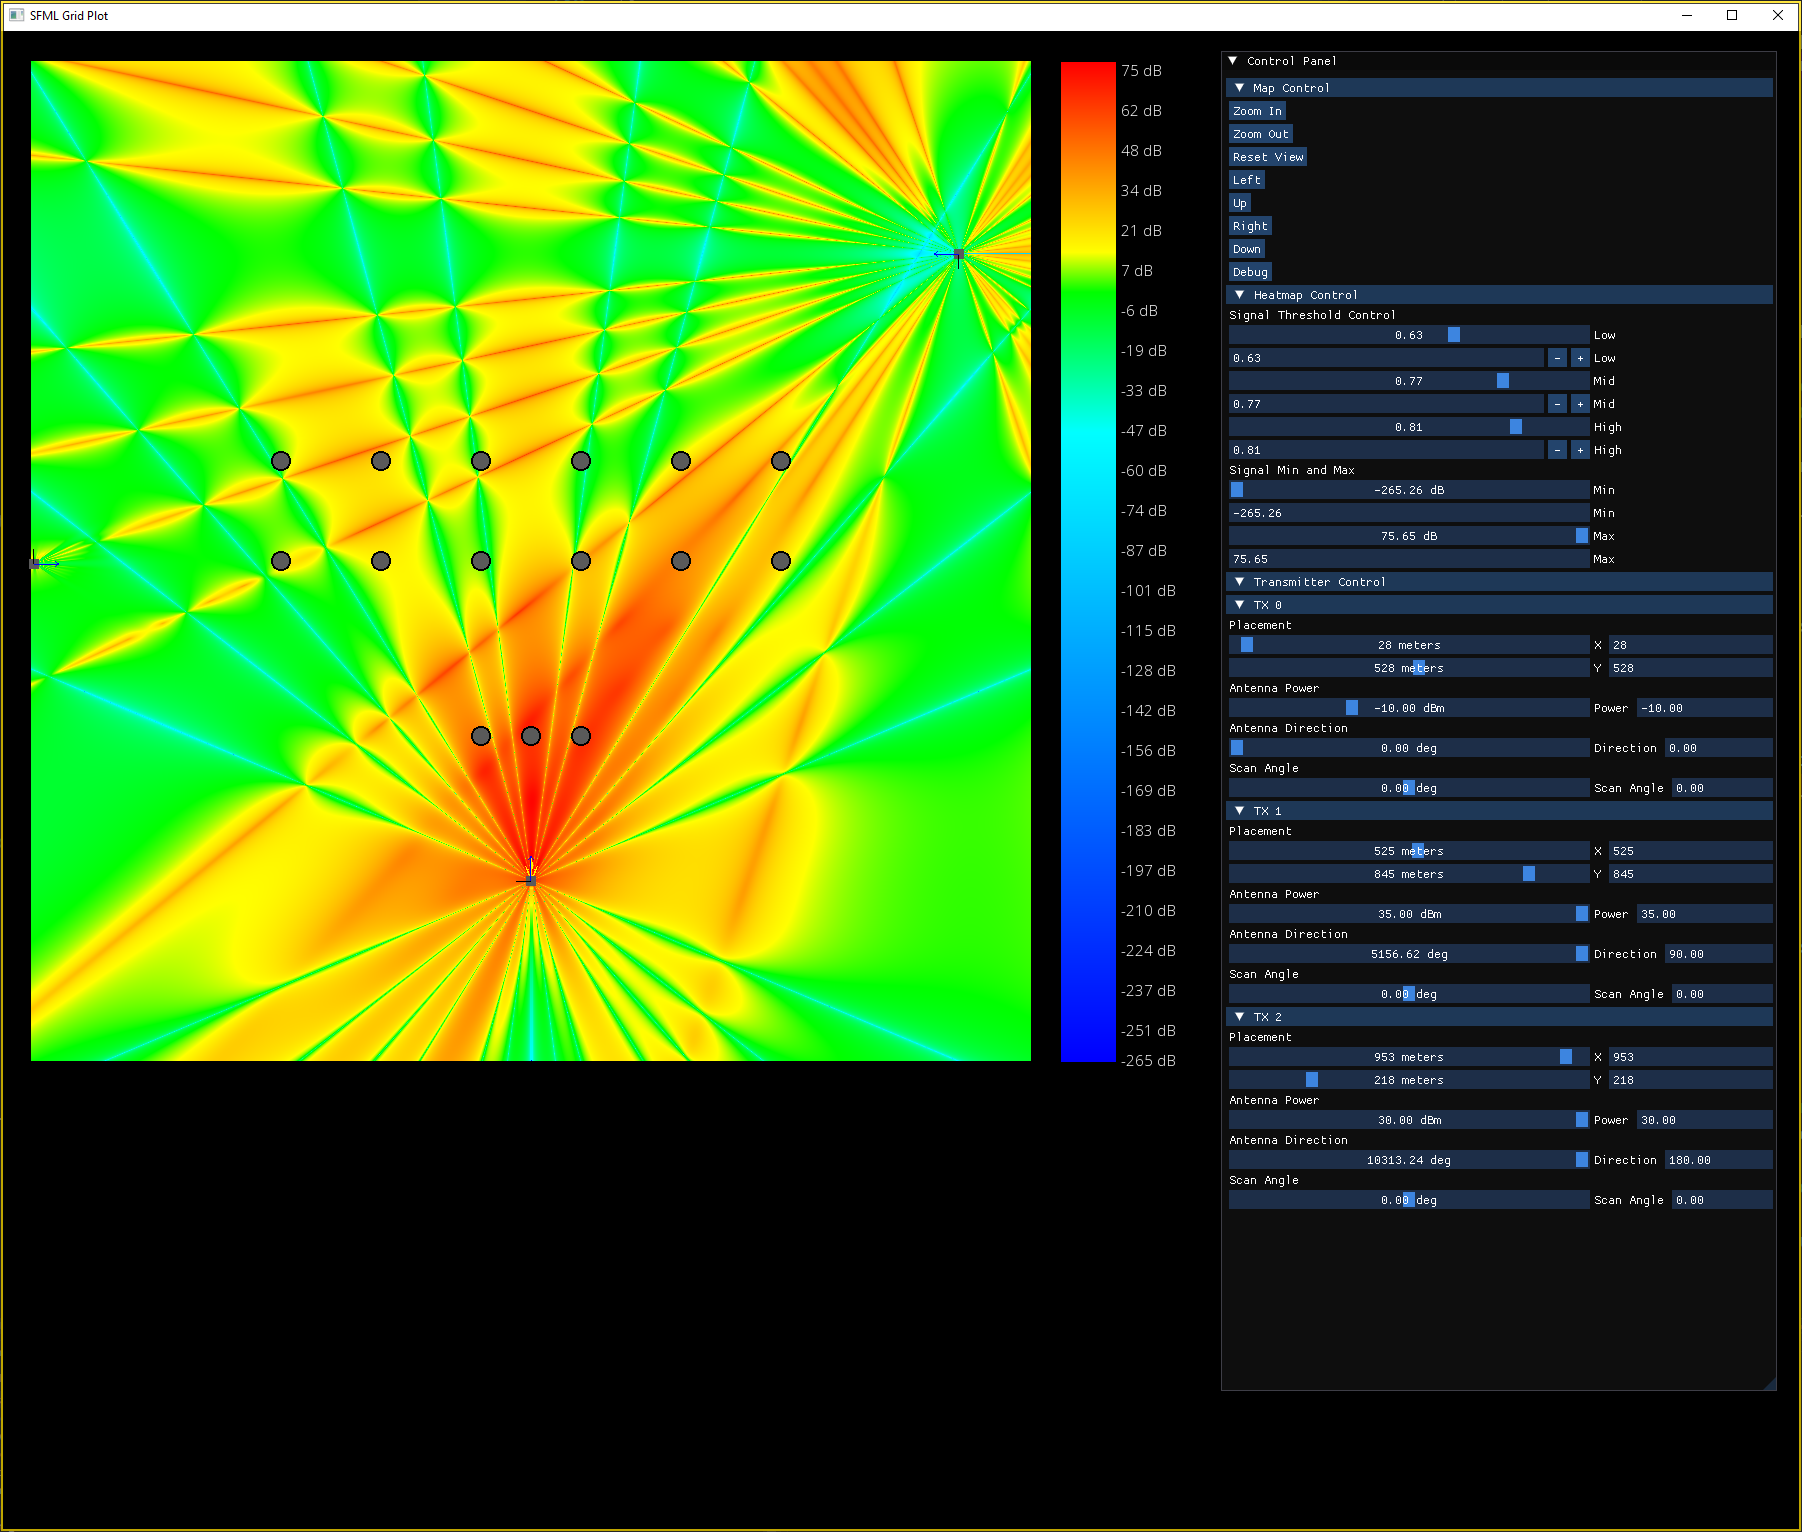 SFML Grid Plot
75 dB
62 dB
48 dB
34 dB
21 dB
7 dB
-6 dB
-19 dB
-33 dB
-47 dB
-60 dB
-74 dB
-87 dB
-101 dB
-115 dB
-128 dB
-142 dB
-156 dB
-169 dB
-183 dB
-197 dB
-210 dB
-224 dB
-237 dB
-251 dB
-265 dB
Control Panel
Map Control
Zoom In
Zoom Out
Reset View
Left
Up
Right
Down
Debug
Heatmap Control
Signal Threshold Control
0.63 Low
0.63 - + Low
0.77 Mid
0.77 - + Mid
0.81 High
0.81 - + High
Signal Min and Max
-265.26 dB Min
-265.26 Min
75.65 dB Max
75.65 Max
Transmitter Control
TX 0
Placement
28 meters X 28
528 meters Y 528
Antenna Power
-10.00 dBm Power -10.00
Antenna Direction
0.00 deg Direction 0.00
Scan Angle
0.00 deg Scan Angle 0.00
TX 1
Placement
525 meters X 525
845 meters Y 845
Antenna Power
35.00 dBm Power 35.00
Antenna Direction
5156.62 deg Direction 90.00
Scan Angle
0.00 deg Scan Angle 0.00
TX 2
Placement
953 meters X 953
218 meters Y 218
Antenna Power
30.00 dBm Power 30.00
Antenna Direction
10313.24 deg Direction 180.00
Scan Angle
0.00 deg Scan Angle 0.00